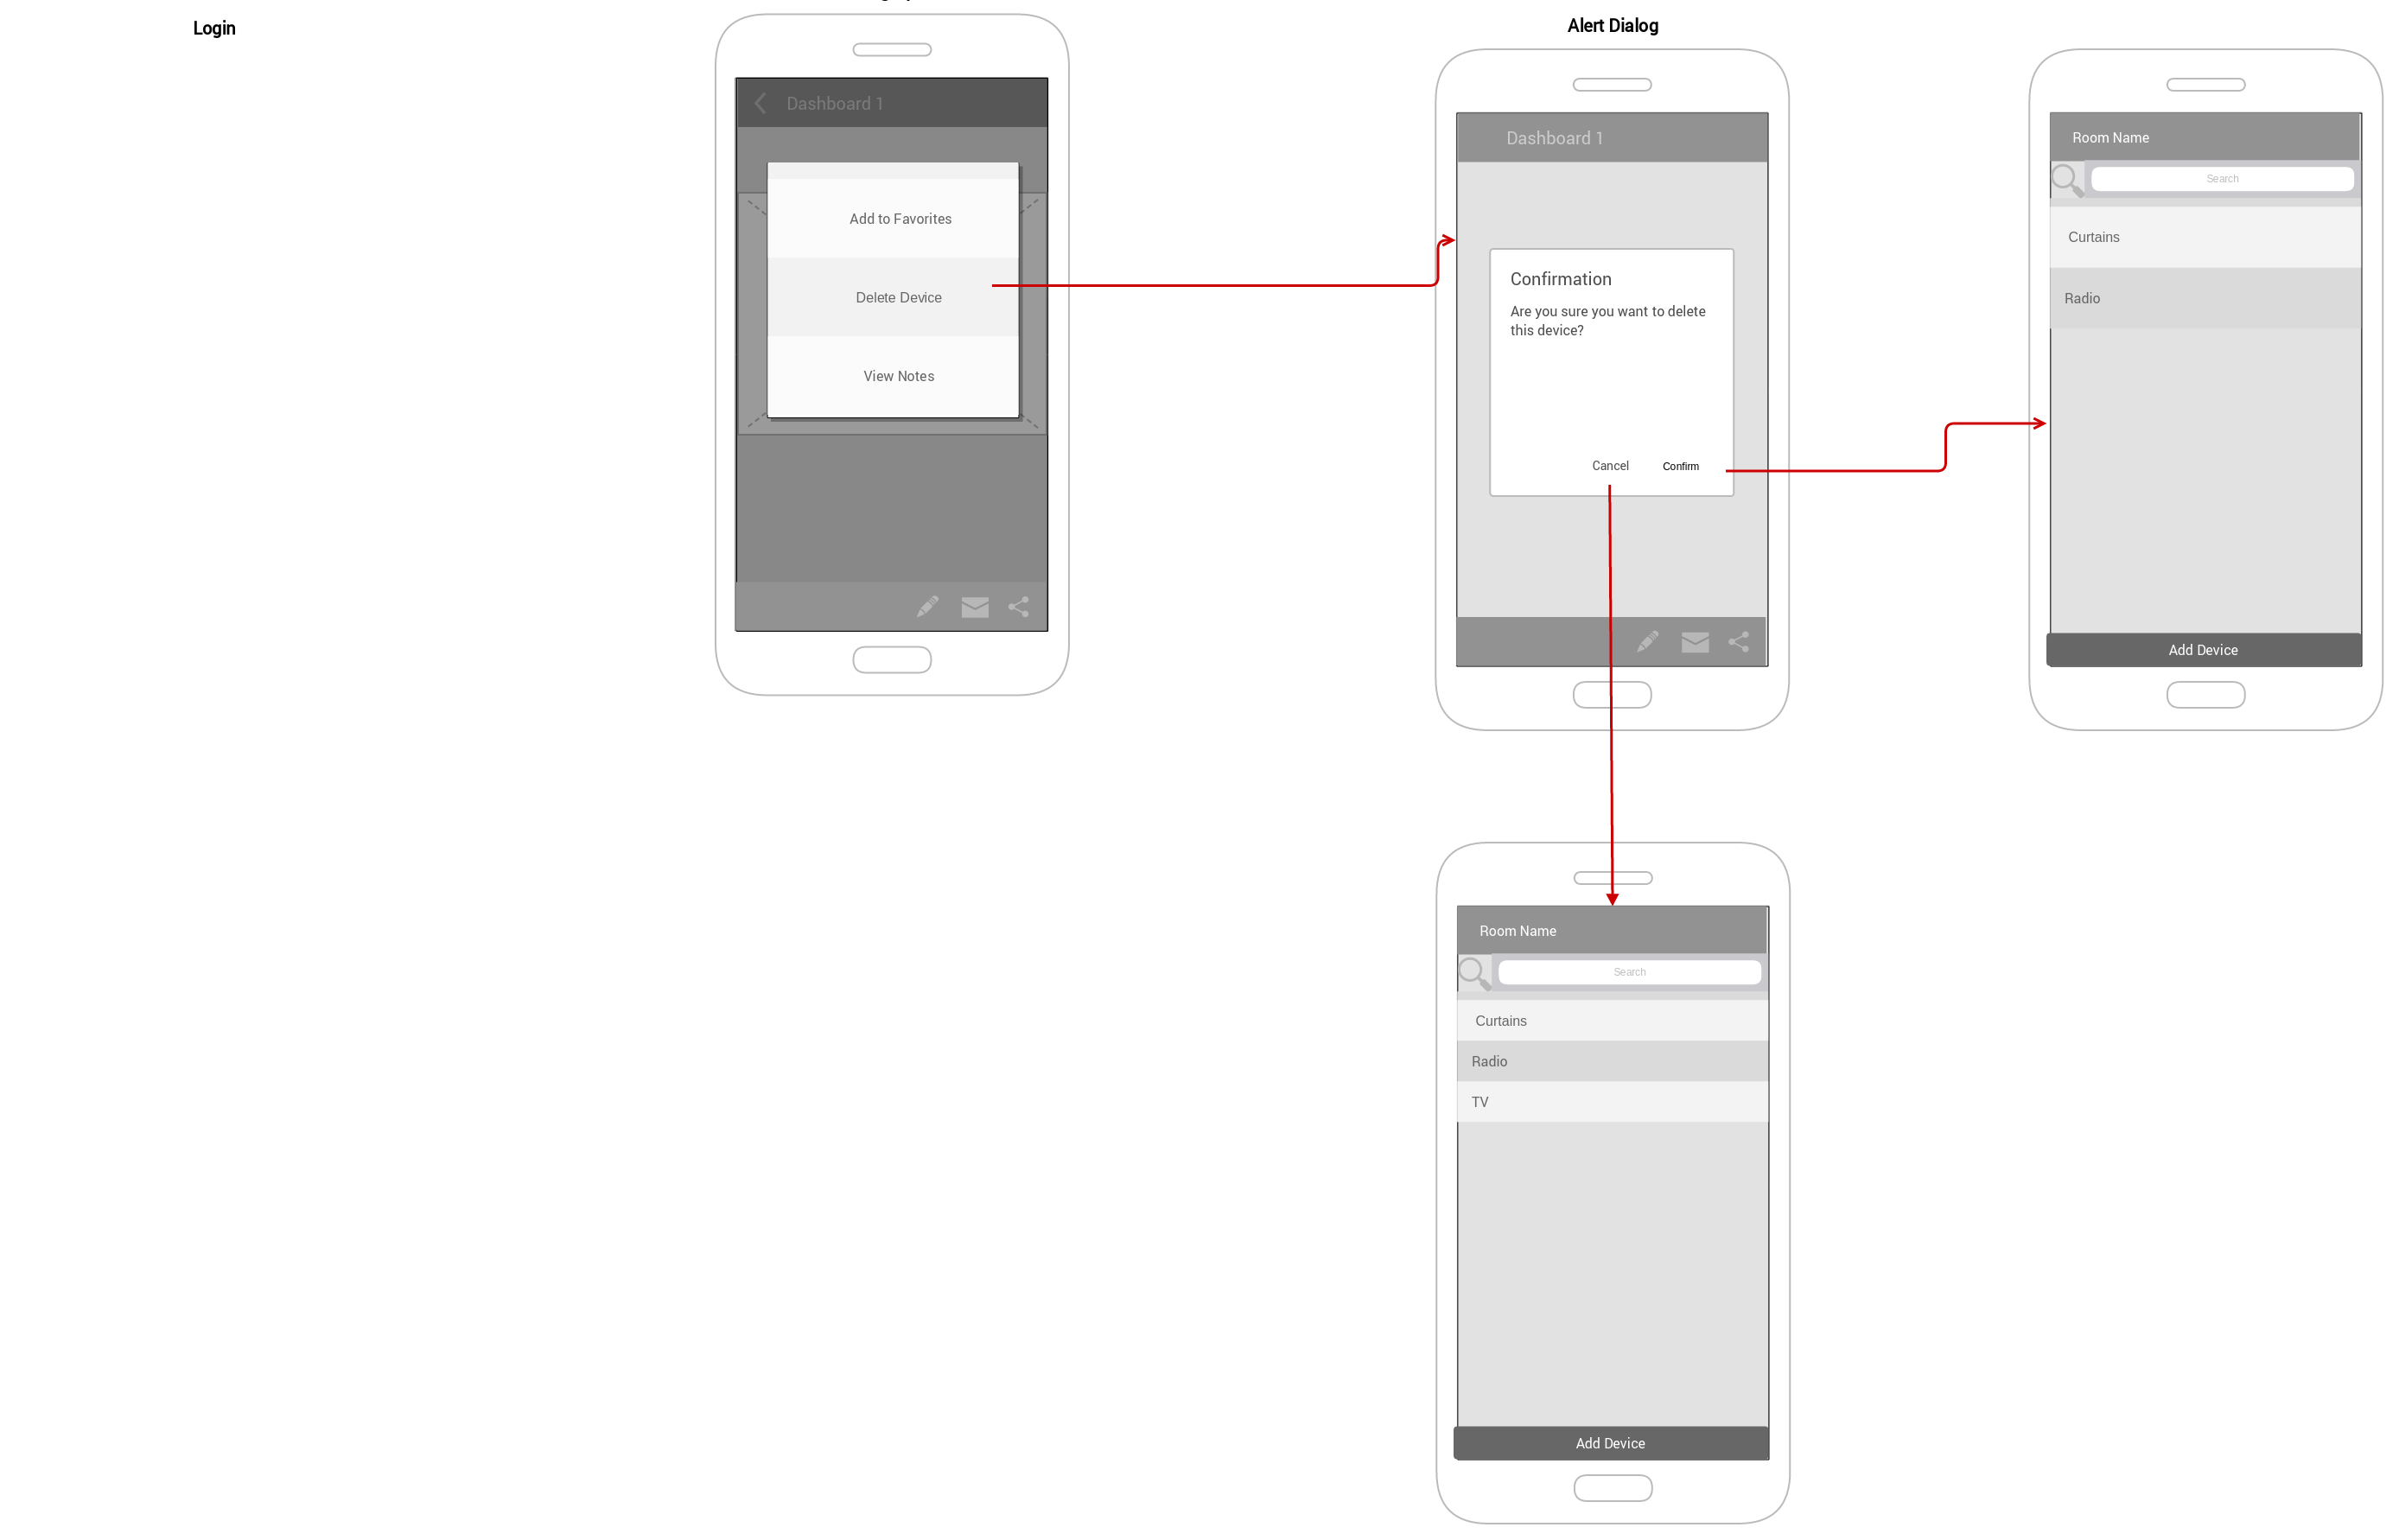 Login
Dashboard 1
Add to Favorites
Delete Device
View Notes
Alert Dialog
Dashboard 1
Confirmation
Are you sure you want to delete
this device?
Cancel
Confirm
Room Name
Search
Curtains
Radio
Add Device
Room Name
Search
Curtains
Radio
TV
Add Device